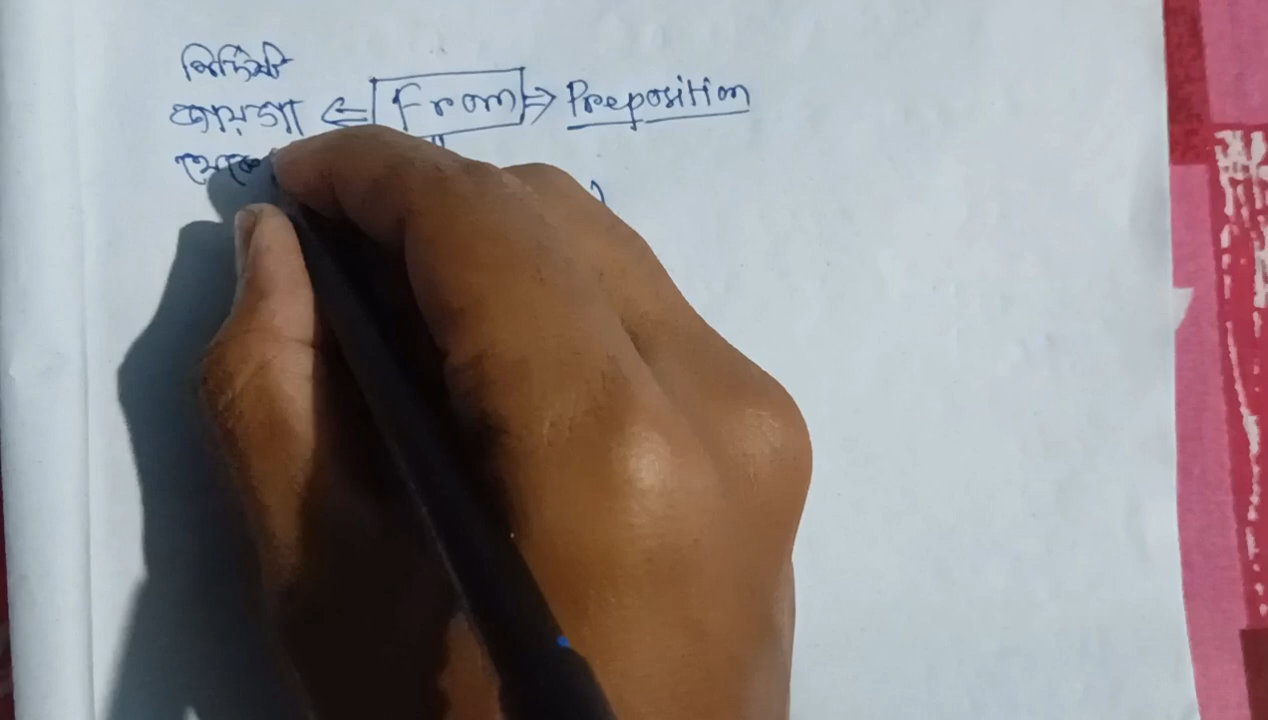 নির্দিষ্ট
জায়গা ⇐ From ⇒ Preposition
থেকে